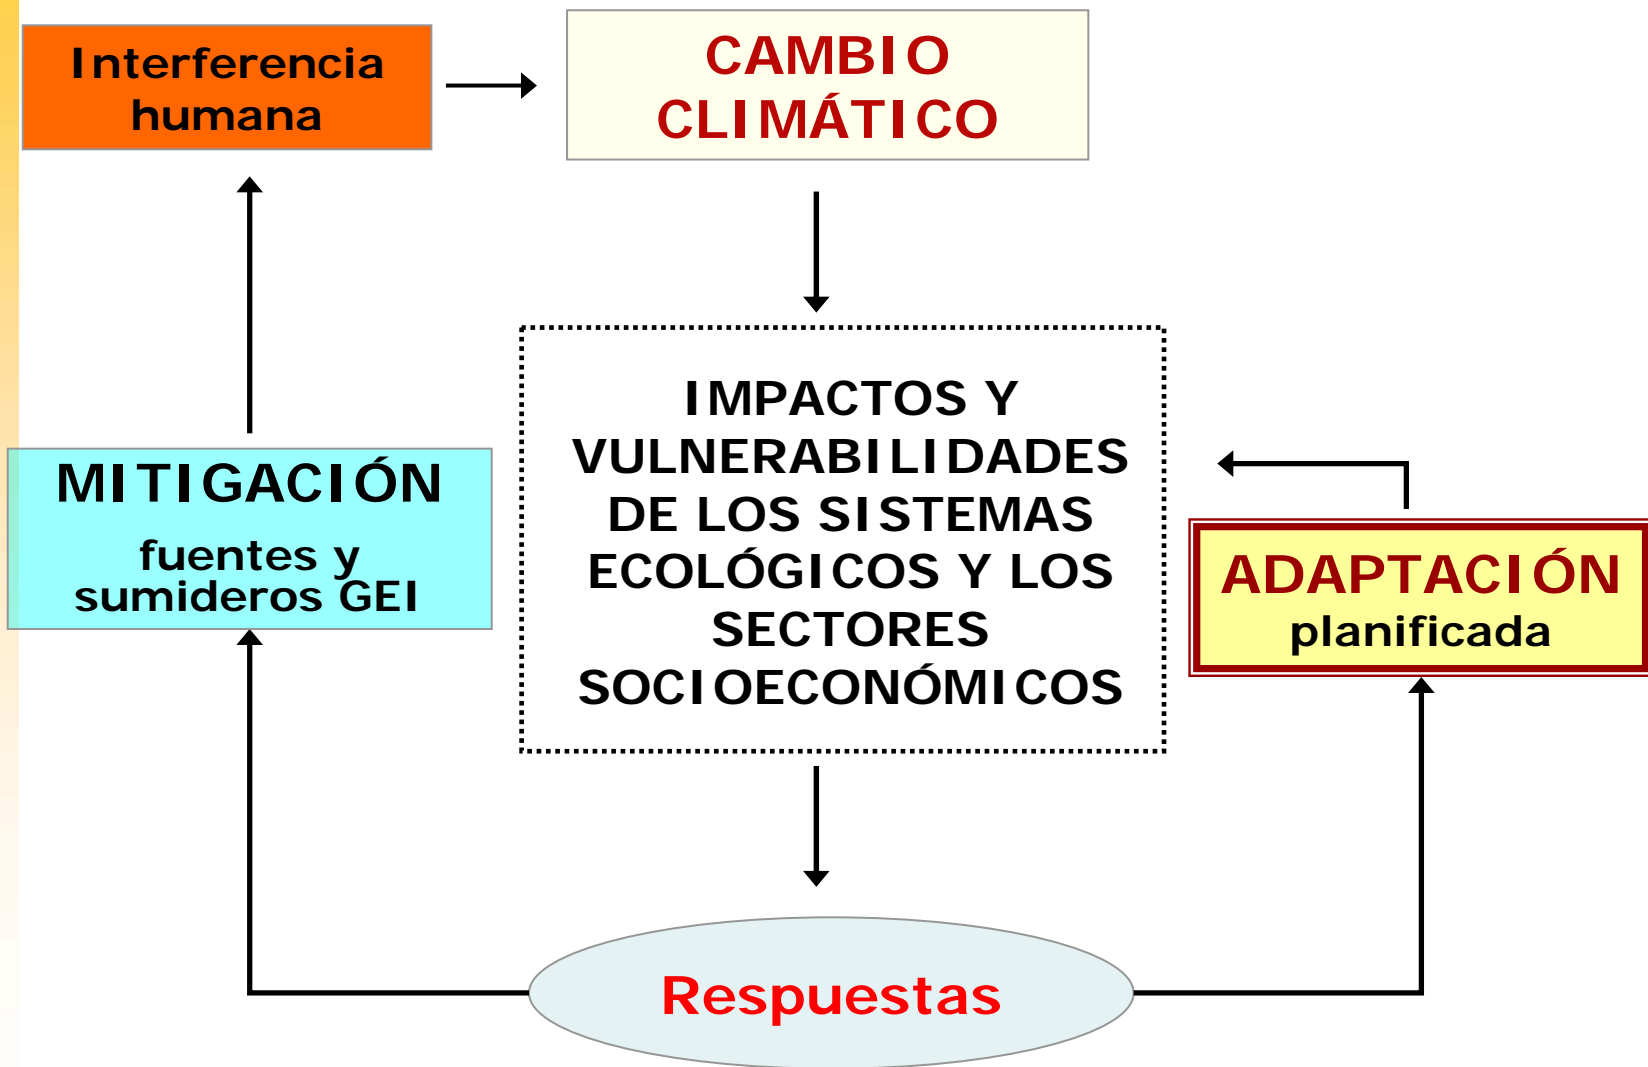 Interferencia
humana
CAMBIO
CLIMÁTICO
IMPACTOS Y
VULNERABILIDADES
DE LOS SISTEMAS
ECOLÓGICOS Y LOS
SECTORES
SOCIOECONÓMICOS
MITIGACIÓN
fuentes y
sumideros GEI
ADAPTACIÓN
planificada
Respuestas